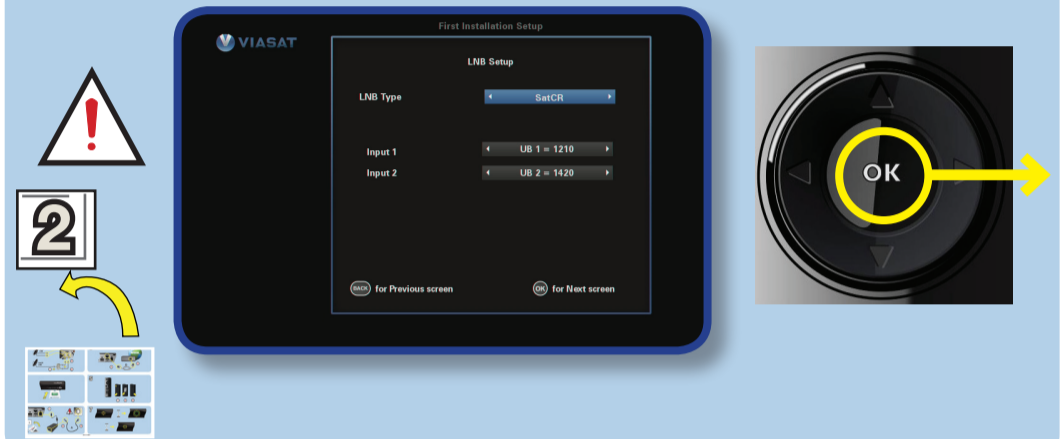 First Installation Setup
VIASAT
LNB Setup
LNB Type SatCR
Input 1 UB 1 = 1210
Input 2 UB 2 = 1420
BACK for Previous screen OK for Next screen
OK
!
2